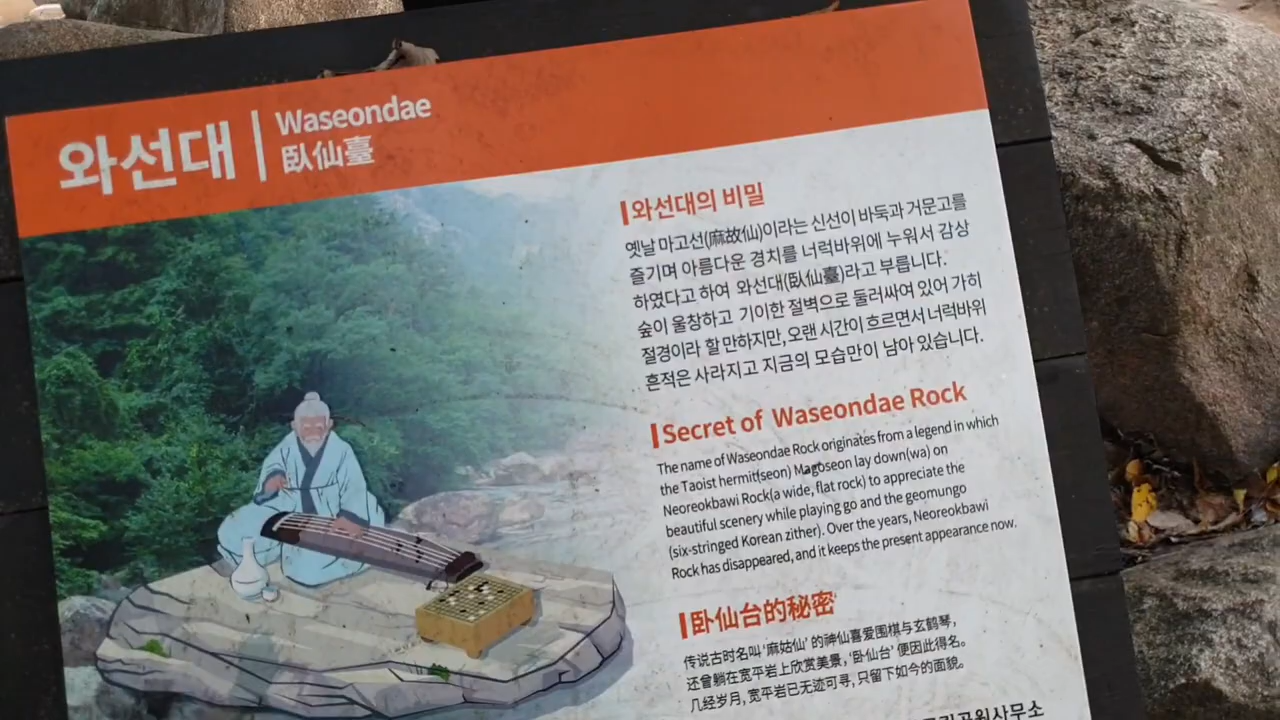 와선대
Waseondae
臥仙臺
와선대의 비밀
옛날 마고선(麻故仙)이라는 신선이 바둑과 거문고를
즐기며 아름다운 경치를 너럭바위에 누워서 감상
하였다고 하여 와선대(臥仙臺)라고 부릅니다.
숲이 울창하고 기이한 절벽으로 둘러싸여 있어 가히
절경이라 할 만하지만, 오랜 시간이 흐르면서 너럭바위
흔적은 사라지고 지금의 모습만이 남아 있습니다.
Secret of Waseondae Rock
The name of Waseondae Rock originates from a legend in which
the Taoist hermit(seon) Magoseon lay down(wa) on
Neoreokbawi Rock(a wide, flat rock) to appreciate the
beautiful scenery while playing go and the geomungo
(six-stringed Korean zither). Over the years, Neoreokbawi
Rock has disappeared, and it keeps the present appearance now.
卧仙台的秘密
传说古时名叫 '麻姑仙' 的神仙喜爱围棋与玄鹤琴,
还曾躺在宽平岩上欣赏美景, '卧仙台' 便因此得名。
几经岁月, 宽平岩已无迹可寻, 只留下如今的面貌。
공원사무소